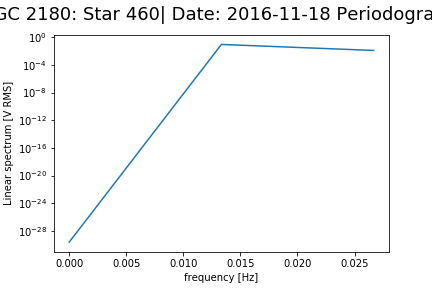 GC 2180: Star 460| Date: 2016-11-18 Periodogra
10⁰
10⁻⁴
10⁻⁸
10⁻¹²
10⁻¹⁶
10⁻²⁰
10⁻²⁴
10⁻²⁸
Linear spectrum [V RMS]
0.000 0.005 0.010 0.015 0.020 0.025
frequency [Hz]